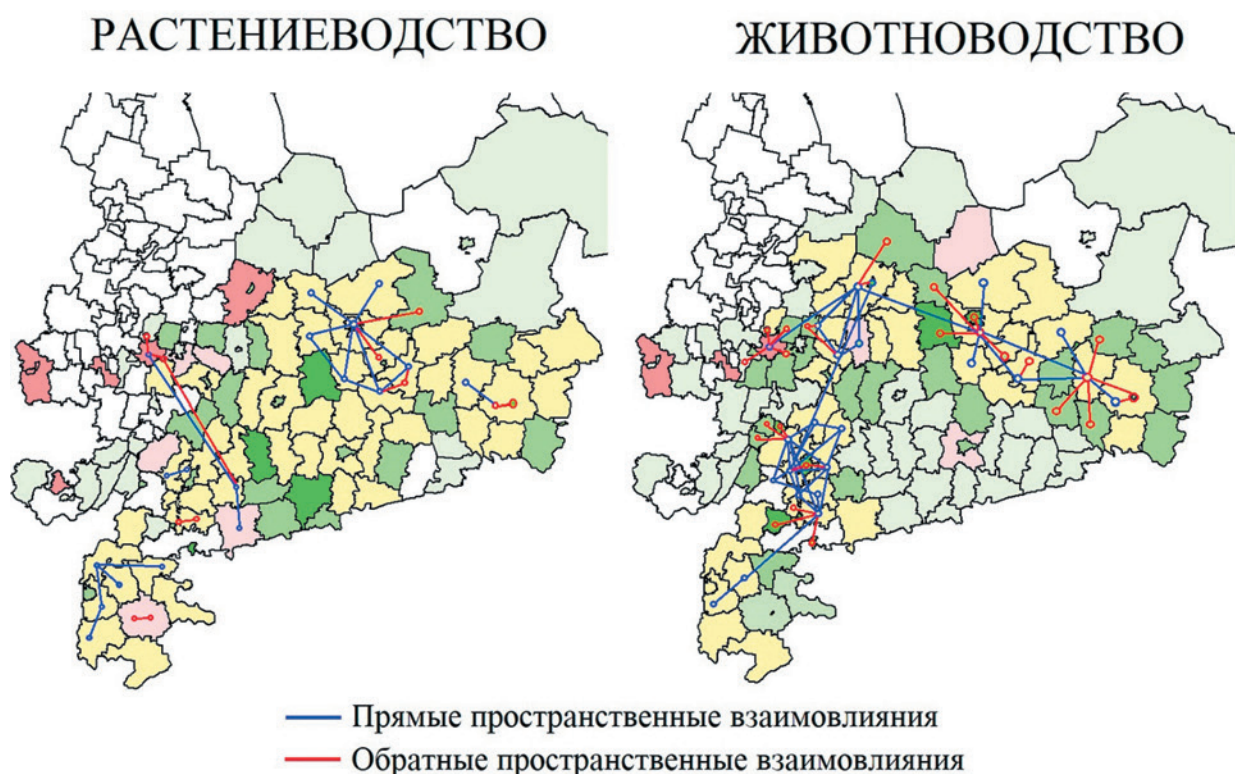 РАСТЕНИЕВОДСТВО
ЖИВОТНОВОДСТВО
Прямые пространственные взаимовлияния
Обратные пространственные взаимовлияния